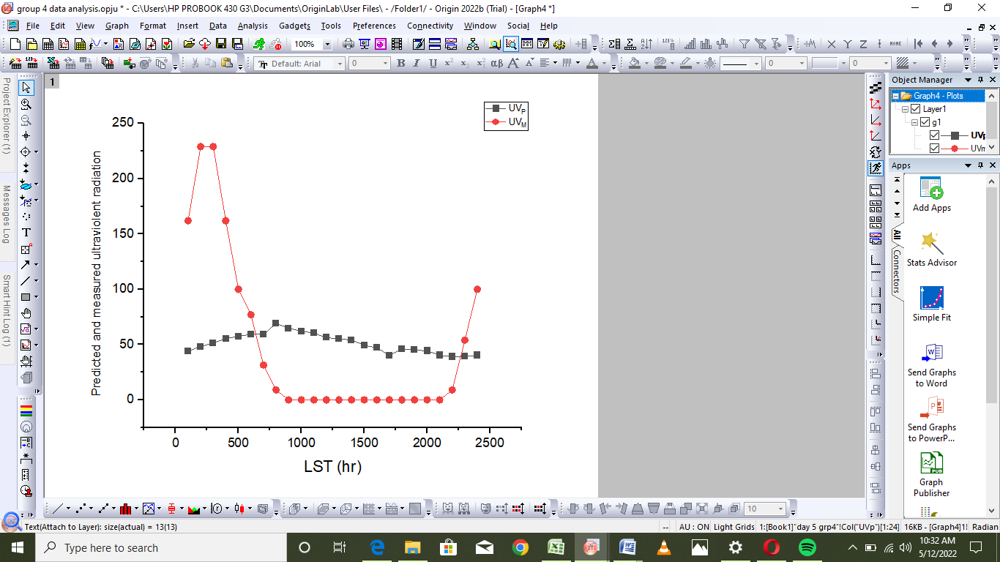 group 4 data analysis.opju * - C:\Users\HP PROBOOK 430 G3\Documents\OriginLab\User Files\ - /Folder1/ - Origin 2022b (Trial) - [Graph4 *]
File Edit View Graph Format Insert Data Analysis Gadgets Tools Preferences Connectivity Window Social Help
100%
HOME
Default: Arial
0
B I U
0
0
1
Project Explorer (1)
Messages Log
Smart Hint Log (1)
UVP
UVM
250
200
150
100
50
0
Predicted and measured ultraviolent radiation
0 500 1000 1500 2000 2500
LST (hr)
Object Manager
Graph4 - Plots
Layer1
g1
UVp
UVm
Apps
All
Connectors
Add Apps
Stats Advisor
Simple Fit
Send Graphs
to Word
Send Graphs
to PowerP...
Graph
Publisher
10
Text(Attach to Layer): size(actual) = 13(13)
-- AU : ON Light Grids 1:[Book1]"day 5 grp4"!Col("UVp")[1:24] 16KB - [Graph4]1! Radian
Type here to search
10:32 AM
5/12/2022